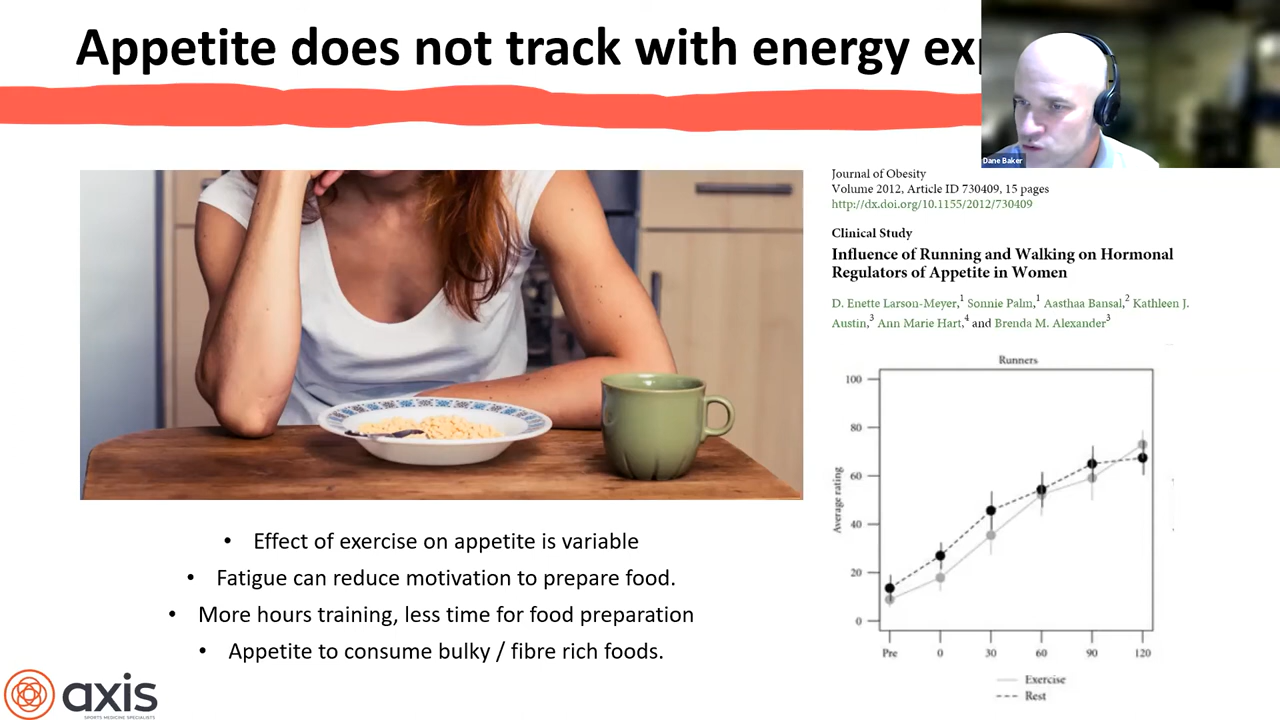 Appetite does not track with energy
Dane Baker
Journal of Obesity
Volume 2012, Article ID 730409, 15 pages
http://dx.doi.org/10.1155/2012/730409
Clinical Study
Influence of Running and Walking on Hormonal
Regulators of Appetite in Women
D. Enette Larson-Meyer,1 Sonnie Palm,1 Aasthaa Bansal,2 Kathleen J.
Austin,3 Ann Marie Hart,4 and Brenda M. Alexander3
Runners
Average rating
100
80
60
40
20
0
Pre 0 30 60 90 120
Exercise
Rest
• Effect of exercise on appetite is variable
• Fatigue can reduce motivation to prepare food.
• More hours training, less time for food preparation
• Appetite to consume bulky / fibre rich foods.
axis
SPORTS MEDICINE SPECIALISTS